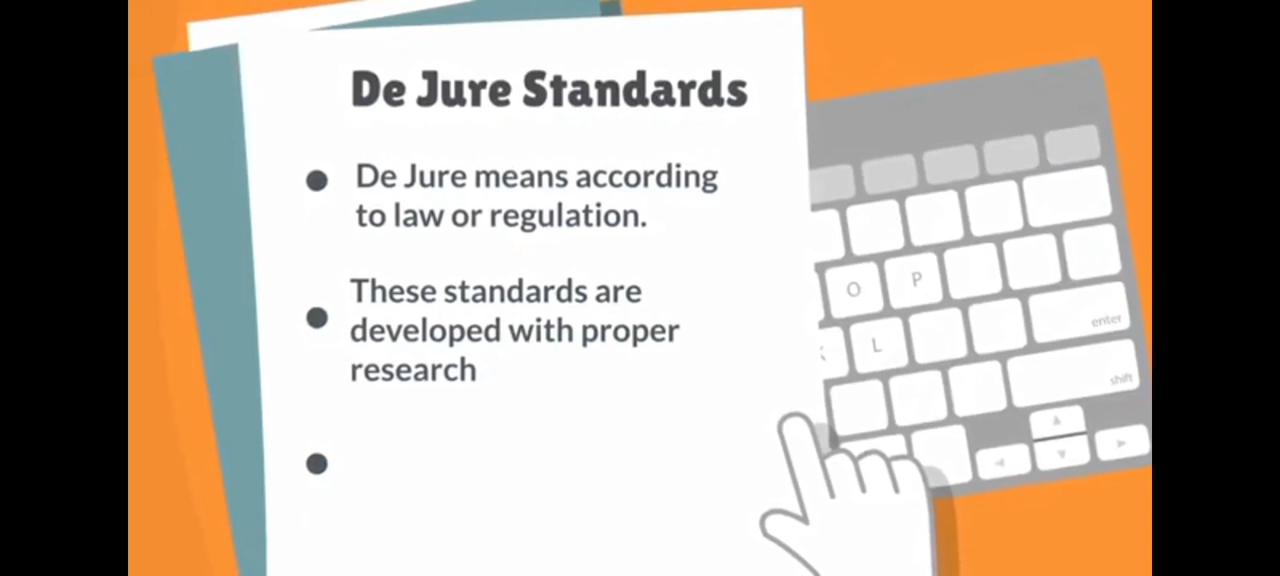 De Jure Standards
De Jure means according
to law or regulation.
These standards are
developed with proper
research
O
P
enter
L
shift